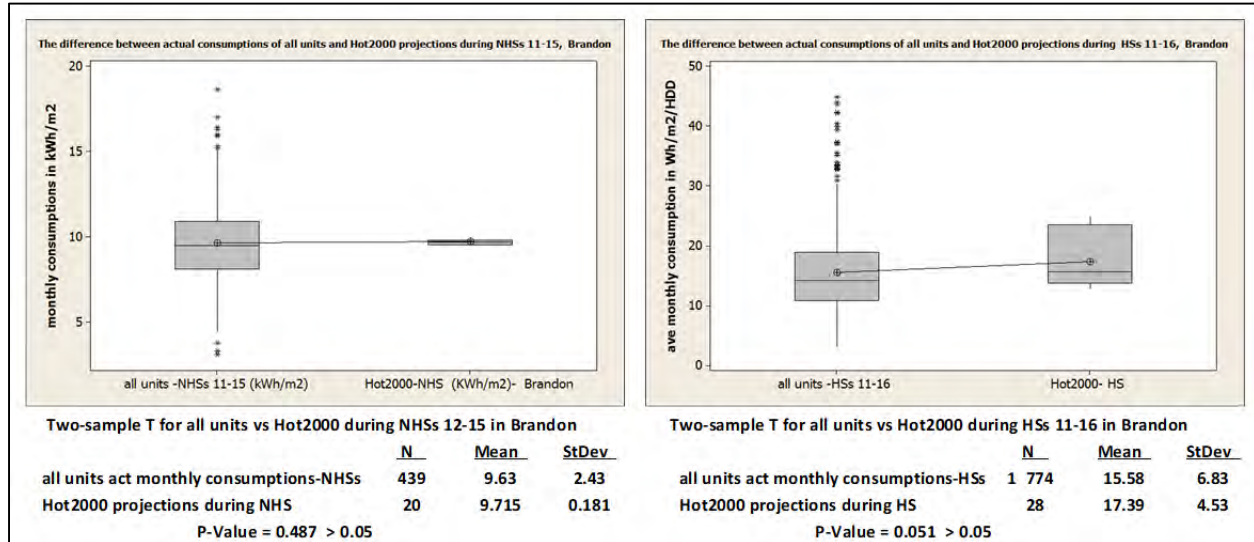 The difference between actual consumptions of all units and Hot2000 projections during NHSs 11-15, Brandon
monthly consumptions in kWh/m2
20
15
10
5
all units -NHSs 11-15 (kWh/m2) Hot2000-NHS (KWh/m2)- Brandon
Two-sample T for all units vs Hot2000 during NHSs 12-15 in Brandon
N Mean StDev
all units act monthly consumptions-NHSs 439 9.63 2.43
Hot2000 projections during NHS 20 9.715 0.181
P-Value = 0.487 > 0.05
The difference between actual consumptions of all units and Hot2000 projections during HSs 11-16, Brandon
ave monthly consumption in Wh/m2/HDD
50
40
30
20
10
0
all units -HSs 11-16 Hot2000- HS
Two-sample T for all units vs Hot2000 during HSs 11-16 in Brandon
N Mean StDev
all units act monthly consumptions-HSs 1 774 15.58 6.83
Hot2000 projections during HS 28 17.39 4.53
P-Value = 0.051 > 0.05